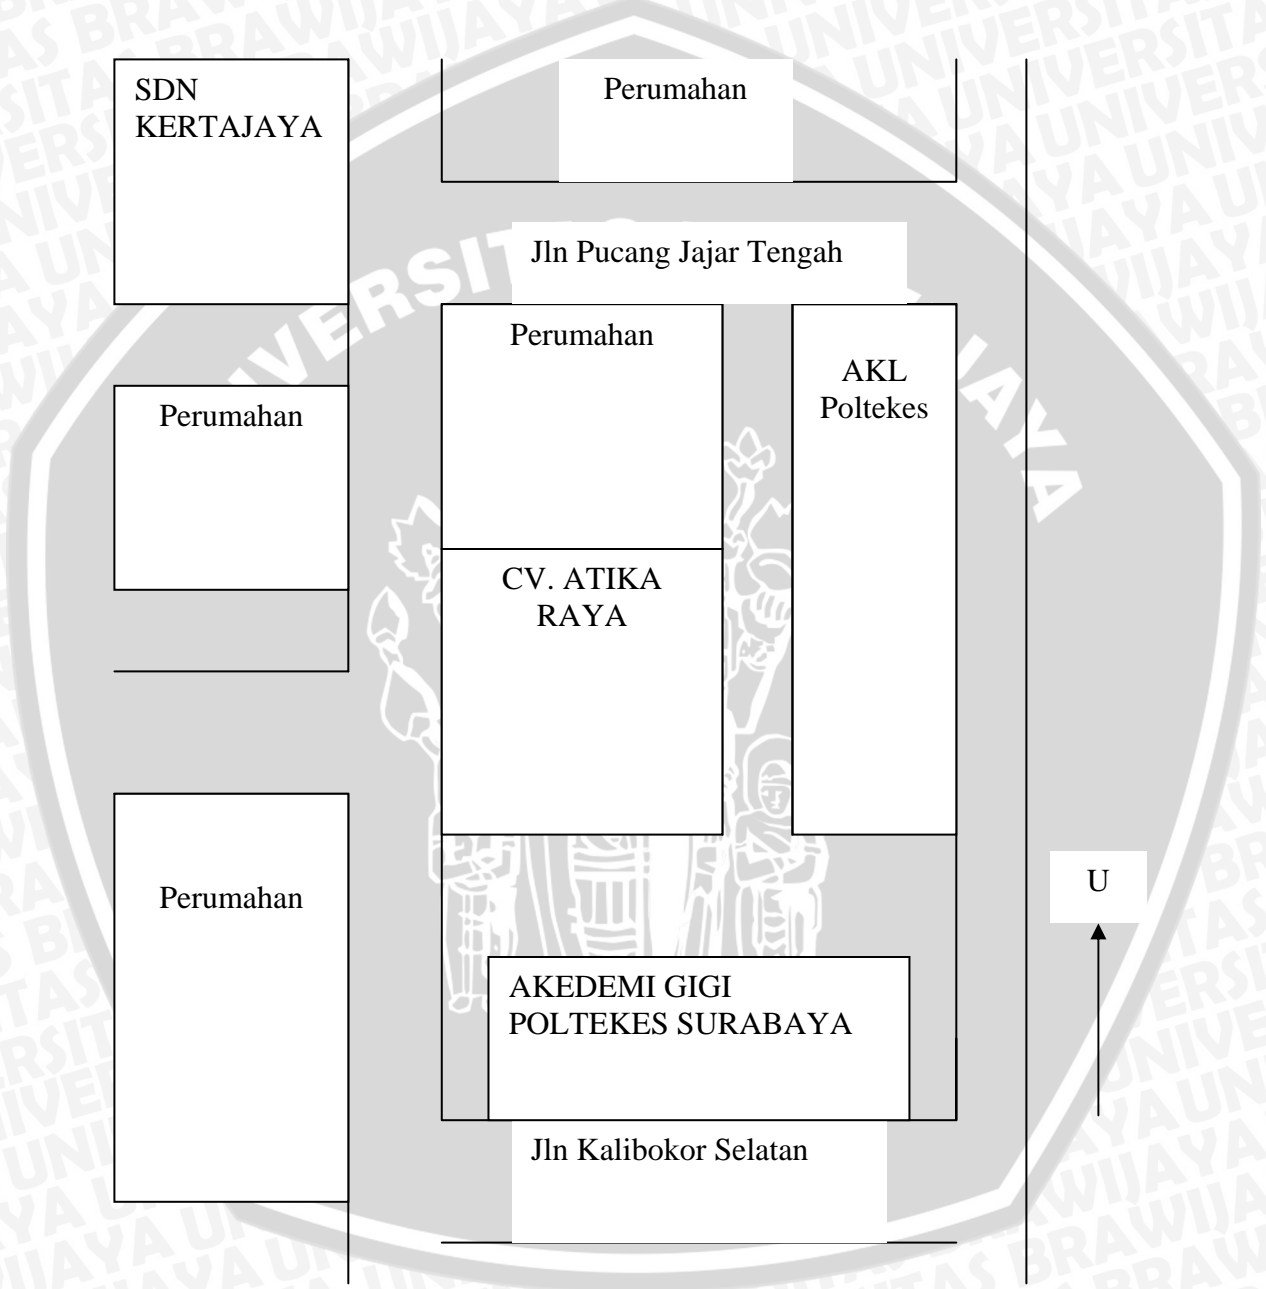 SDN
KERTAJAYA
Perumahan
Jln Pucang Jajar Tengah
Perumahan
AKL
Poltekes
Perumahan
CV. ATIKA
RAYA
Perumahan
U
AKEDEMI GIGI
POLTEKES SURABAYA
Jln Kalibokor Selatan